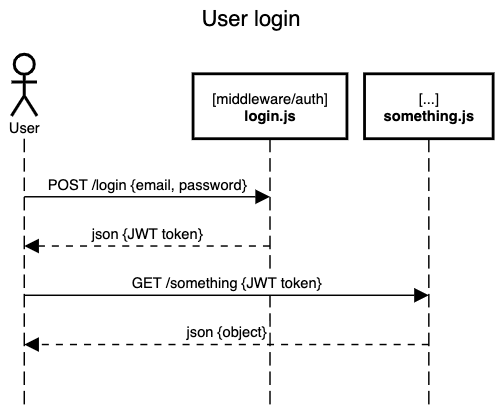 User login
[middleware/auth]
login.js
[...]
something.js
User
POST /login {email, password}
json {JWT token}
GET /something {JWT token}
json {object}